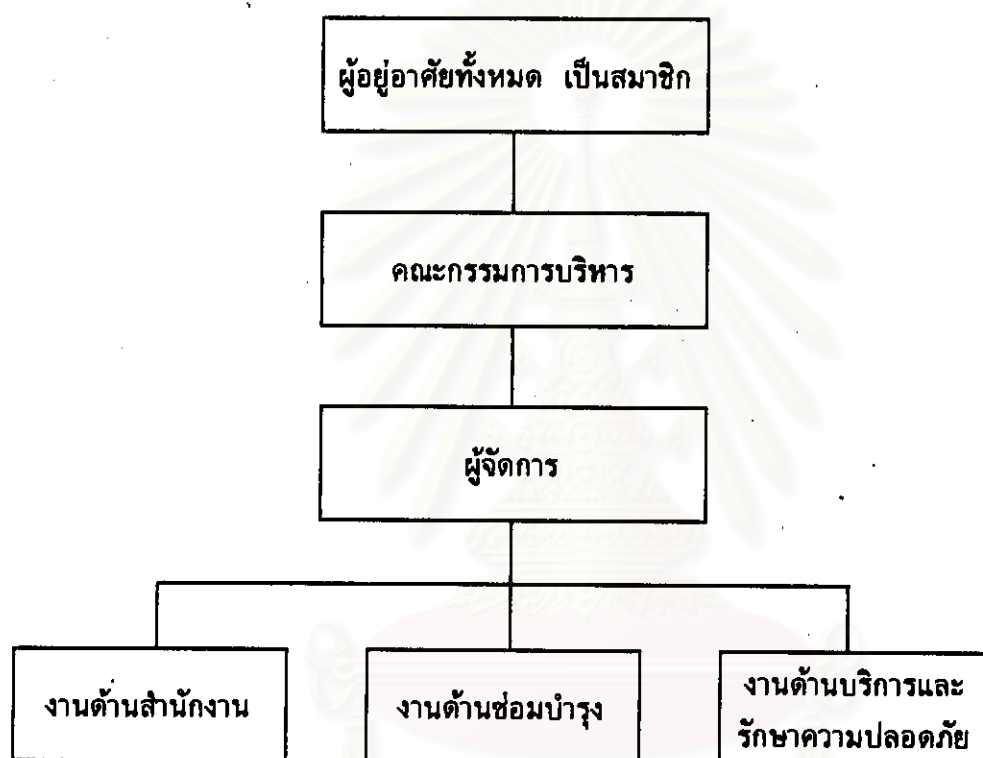 ผู้อยู่อาศัยทั้งหมด เป็นสมาชิก
คณะกรรมการบริหาร
ผู้จัดการ
งานด้านสำนักงาน
งานด้านซ่อมบำรุง
งานด้านบริการและ
รักษาความปลอดภัย